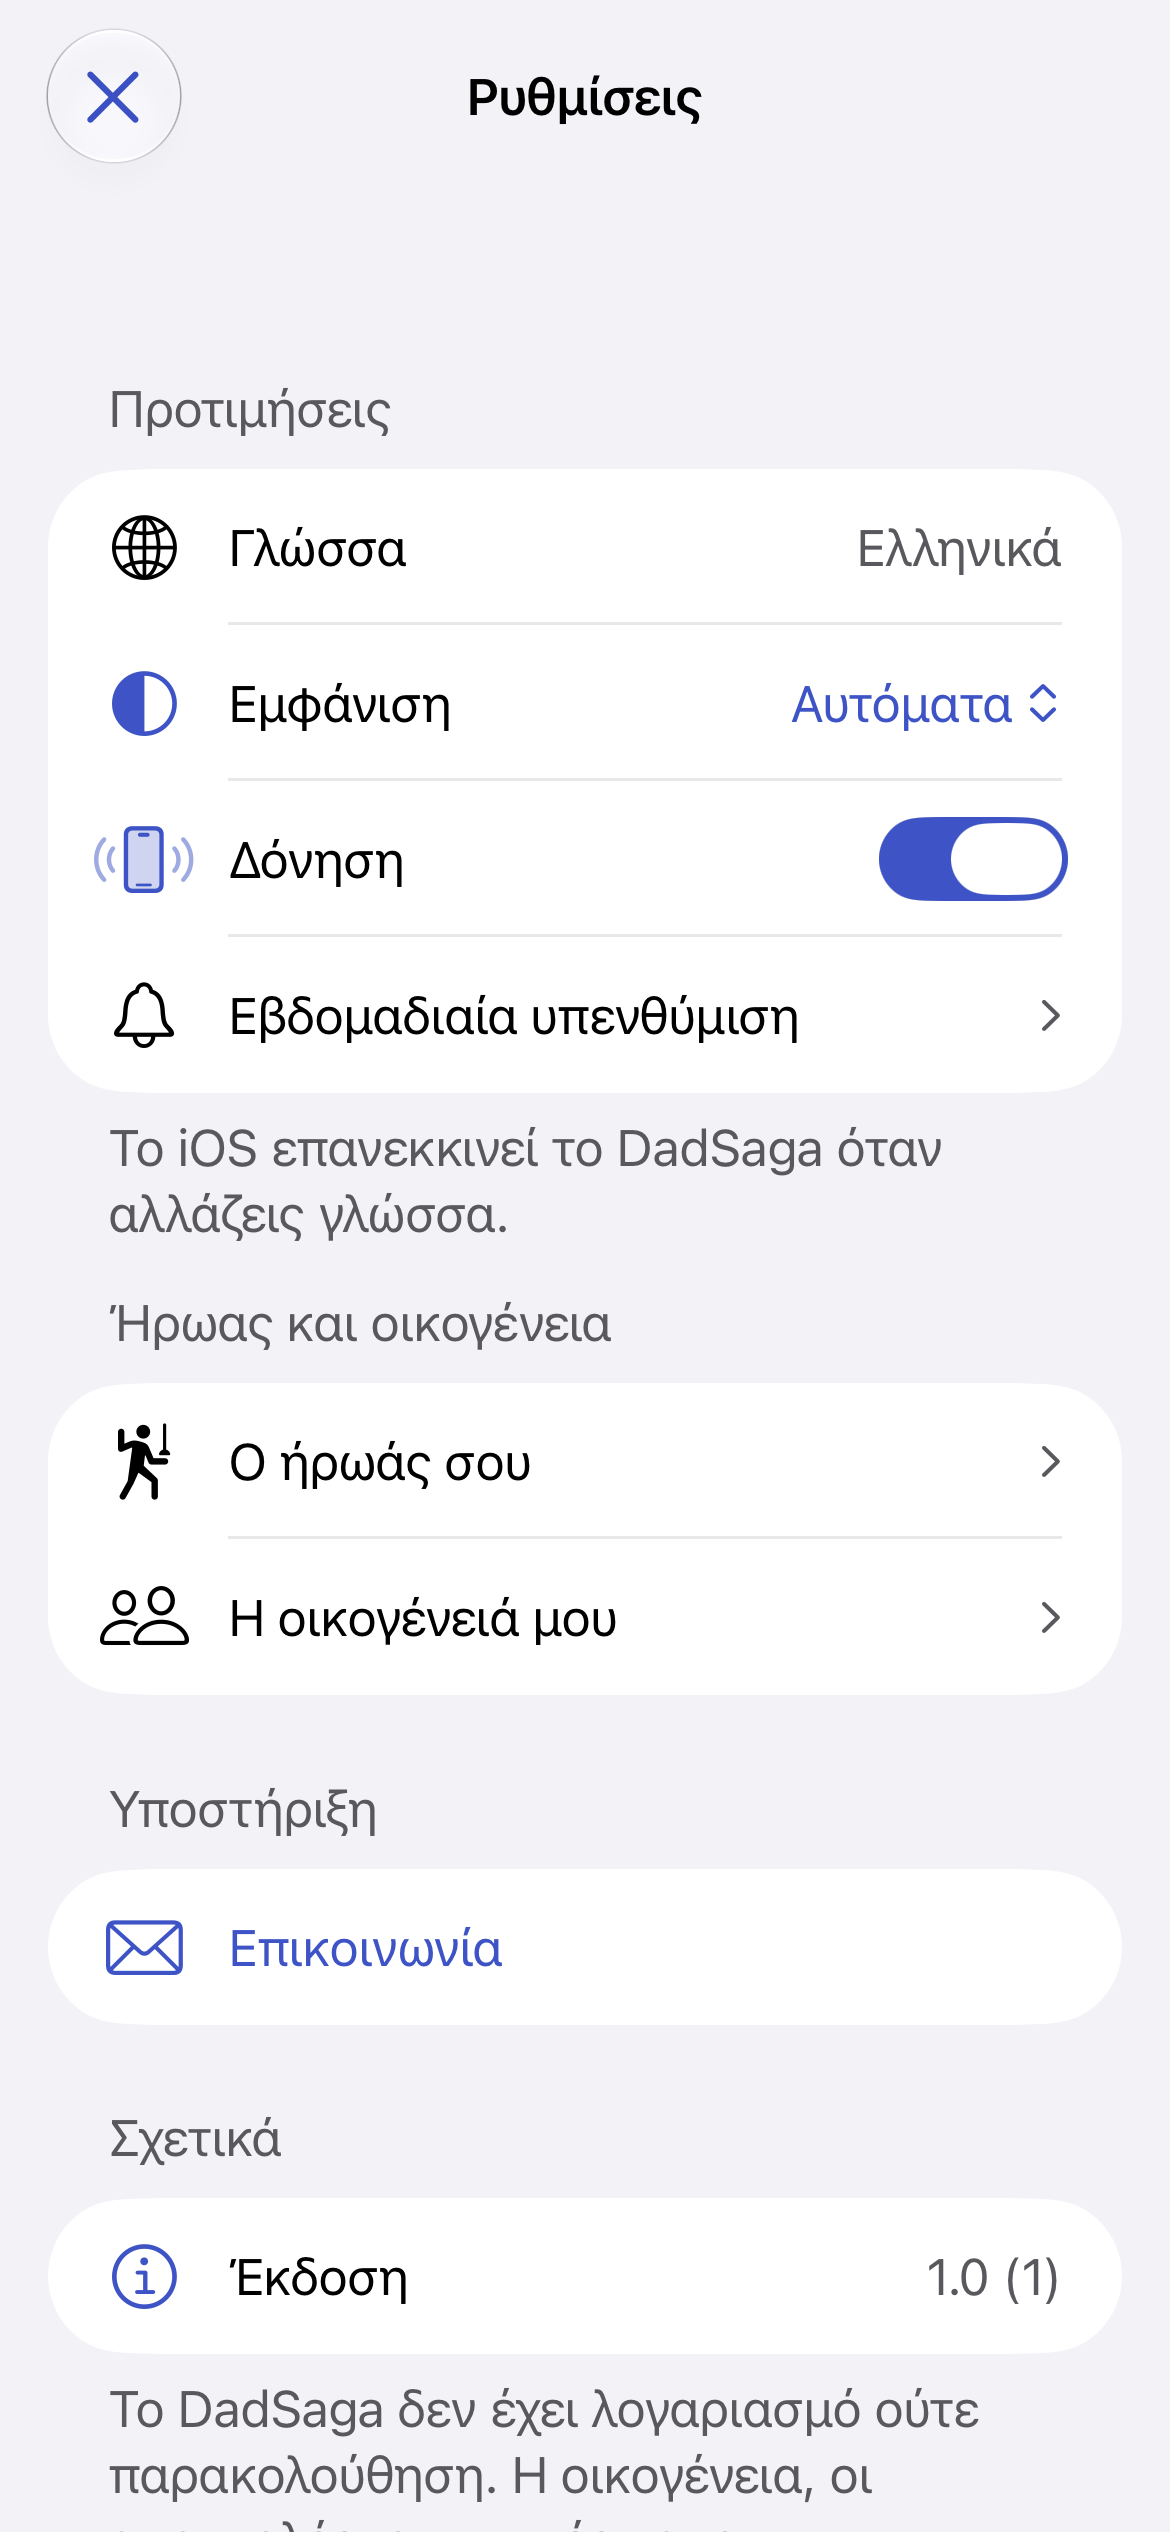 Ρυθμίσεις
Προτιμήσεις
Γλώσσα Ελληνικά
Εμφάνιση Αυτόματα
Δόνηση
Εβδομαδιαία υπενθύμιση
Το iOS επανεκκινεί το DadSaga όταν
αλλάζεις γλώσσα.
Ήρωας και οικογένεια
Ο ήρωάς σου
Η οικογένειά μου
Υποστήριξη
Επικοινωνία
Σχετικά
Έκδοση 1.0 (1)
Το DadSaga δεν έχει λογαριασμό ούτε
παρακολούθηση. Η οικογένεια, οι